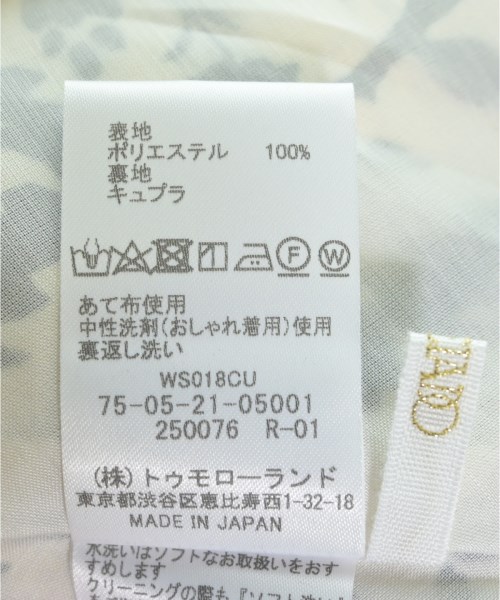 表地
ポリエステル 100%
裏地
キュプラ
F W
あて布使用
中性洗剤(おしゃれ着用)使用
裏返し洗い
WS018CU
75-05-21-05001
250076 R-01
(株)トゥモローランド
東京都渋谷区恵比寿西1-32-18
MADE IN JAPAN
水洗いはソフトなお取扱いをおす
すめします
クリーニングの際も『ソフト洗い